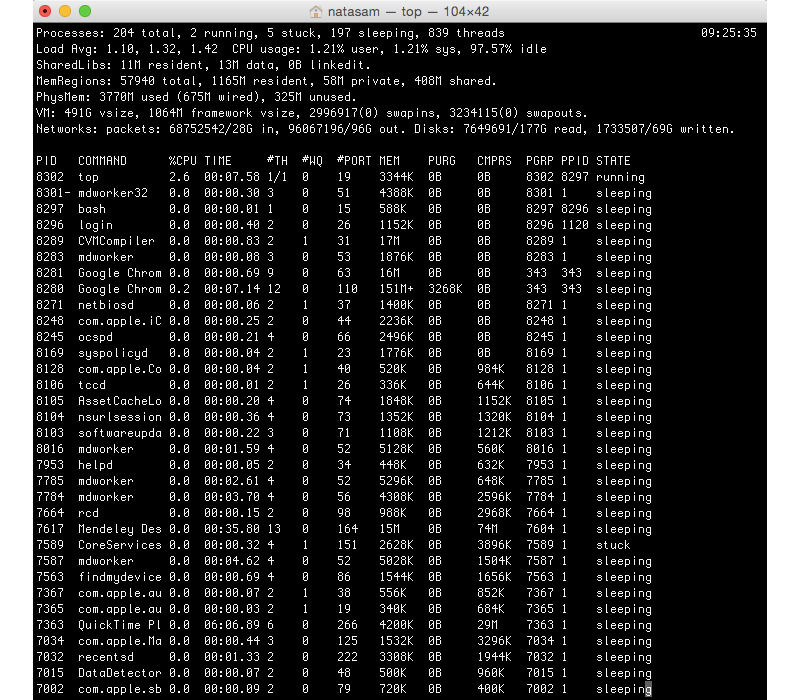 natasam — top — 104×42
Processes: 204 total, 2 running, 5 stuck, 197 sleeping, 839 threads 09:25:35
Load Avg: 1.10, 1.32, 1.42 CPU usage: 1.21% user, 1.21% sys, 97.57% idle
SharedLibs: 11M resident, 13M data, 0B linkedit.
MemRegions: 57940 total, 1165M resident, 58M private, 408M shared.
PhysMem: 3770M used (675M wired), 325M unused.
VM: 491G vsize, 1064M framework vsize, 2996917(0) swapins, 3234115(0) swapouts.
Networks: packets: 68752542/28G in, 96067196/96G out. Disks: 7649691/177G read, 1733507/69G written.
PID COMMAND %CPU TIME #TH #WQ #PORT MEM PURG CMPRS PGRP PPID STATE
8302 top 2.6 00:07.58 1/1 0 19 3344K 0B 0B 8302 8297 running
8301- mdworker32 0.0 00:00.30 3 0 51 4388K 0B 0B 8301 1 sleeping
8297 bash 0.0 00:00.01 1 0 15 588K 0B 0B 8297 8296 sleeping
8296 login 0.0 00:00.40 2 0 26 1152K 0B 0B 8296 1120 sleeping
8289 CVMCompiler 0.0 00:00.83 2 1 31 17M 0B 0B 8289 1 sleeping
8283 mdworker 0.0 00:00.08 3 0 53 1876K 0B 0B 8283 1 sleeping
8281 Google Chrom 0.0 00:00.69 9 0 63 16M 0B 0B 343 343 sleeping
8280 Google Chrom 0.2 00:07.14 12 0 110 151M+ 3268K 0B 343 343 sleeping
8271 netbiosd 0.0 00:00.06 2 1 37 1400K 0B 0B 8271 1 sleeping
8248 com.apple.iC 0.0 00:00.25 2 0 44 2236K 0B 0B 8248 1 sleeping
8245 ocspd 0.0 00:00.21 4 0 66 2496K 0B 0B 8245 1 sleeping
8169 syspolicyd 0.0 00:00.04 2 1 23 1776K 0B 0B 8169 1 sleeping
8128 com.apple.Co 0.0 00:00.04 2 1 40 520K 0B 984K 8128 1 sleeping
8106 tccd 0.0 00:00.01 2 1 26 336K 0B 644K 8106 1 sleeping
8105 AssetCacheLo 0.0 00:00.20 4 0 74 1848K 0B 1152K 8105 1 sleeping
8104 nsurlsession 0.0 00:00.36 4 0 73 1352K 0B 1320K 8104 1 sleeping
8103 softwareupda 0.0 00:00.22 3 0 71 1108K 0B 1212K 8103 1 sleeping
8016 mdworker 0.0 00:01.59 4 0 52 5128K 0B 560K 8016 1 sleeping
7953 helpd 0.0 00:00.05 2 0 34 448K 0B 632K 7953 1 sleeping
7785 mdworker 0.0 00:02.61 4 0 52 5296K 0B 648K 7785 1 sleeping
7784 mdworker 0.0 00:03.70 4 0 56 4308K 0B 2596K 7784 1 sleeping
7664 rcd 0.0 00:00.15 2 0 98 988K 0B 2968K 7664 1 sleeping
7617 Mendeley Des 0.0 00:35.80 13 0 164 15M 0B 74M 7604 1 sleeping
7589 CoreServices 0.0 00:00.32 4 1 151 2628K 0B 3896K 7589 1 stuck
7587 mdworker 0.0 00:04.62 4 0 52 5028K 0B 1504K 7587 1 sleeping
7563 findmydevice 0.0 00:00.69 4 0 86 1544K 0B 1656K 7563 1 sleeping
7367 com.apple.au 0.0 00:00.07 2 1 38 556K 0B 852K 7367 1 sleeping
7365 com.apple.au 0.0 00:00.03 2 1 19 340K 0B 684K 7365 1 sleeping
7363 QuickTime Pl 0.0 06:06.89 6 0 266 4200K 0B 29M 7363 1 sleeping
7034 com.apple.Ma 0.0 00:00.44 3 0 125 1532K 0B 3296K 7034 1 sleeping
7032 recentsd 0.0 00:01.33 2 0 222 3308K 0B 1944K 7032 1 sleeping
7015 DataDetector 0.0 00:00.07 2 0 48 500K 0B 960K 7015 1 sleeping
7002 com.apple.sb 0.0 00:00.09 2 0 79 720K 0B 400K 7002 1 sleeping